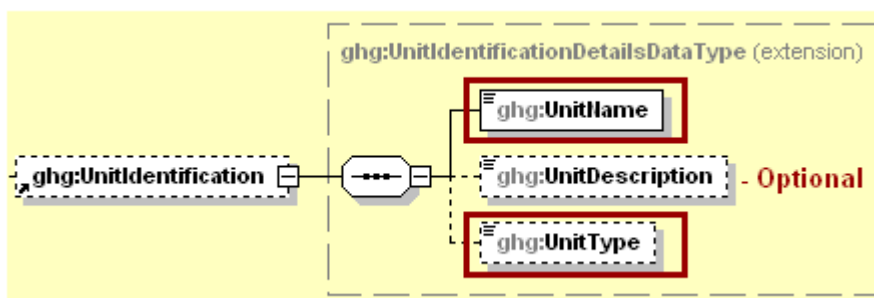 ghg:UnitIdentificationDetailsDataType (extension)
ghg:UnitName
ghg:UnitIdentification
ghg:UnitDescription - Optional
ghg:UnitType